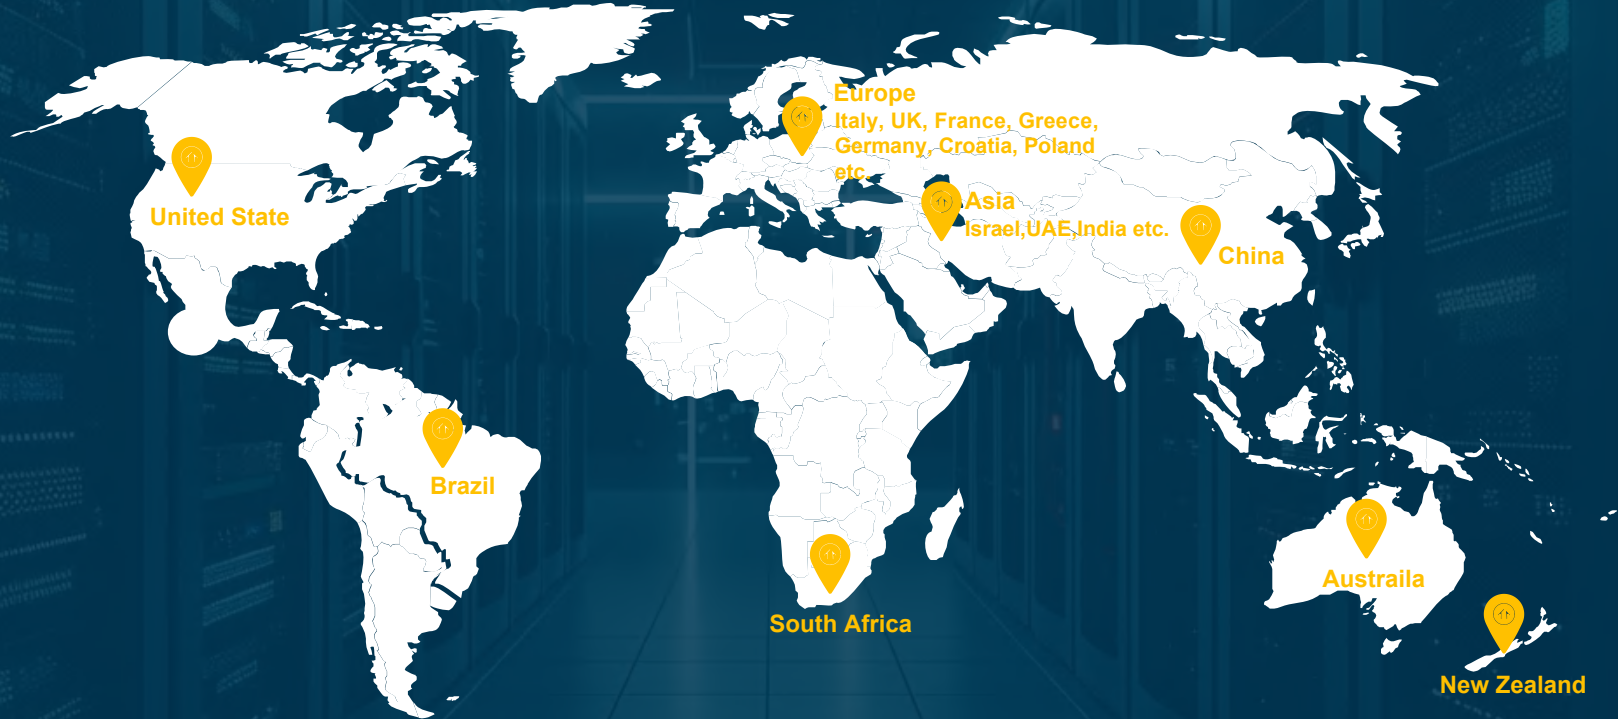 Europe
Italy, UK, France, Greece,
Germany, Croatia, Poland
etc.
Asia
Israel,UAE,India etc.
United State
China
Brazil
South Africa
Austraila
New Zealand